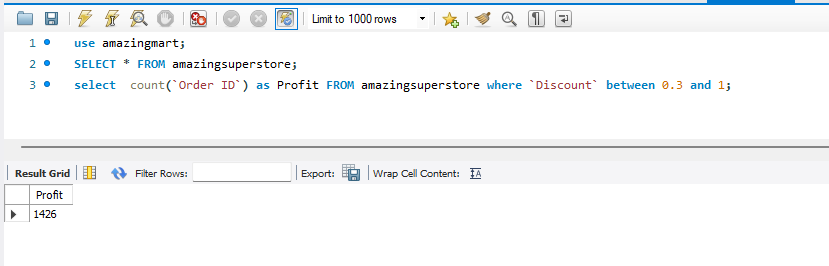 Limit to 1000 rows
1 use amazingmart;
2 SELECT * FROM amazingsuperstore;
3 select  count(`Order ID`) as Profit FROM amazingsuperstore where `Discount` between 0.3 and 1;
Result Grid Filter Rows: Export: Wrap Cell Content: IA
Profit
1426